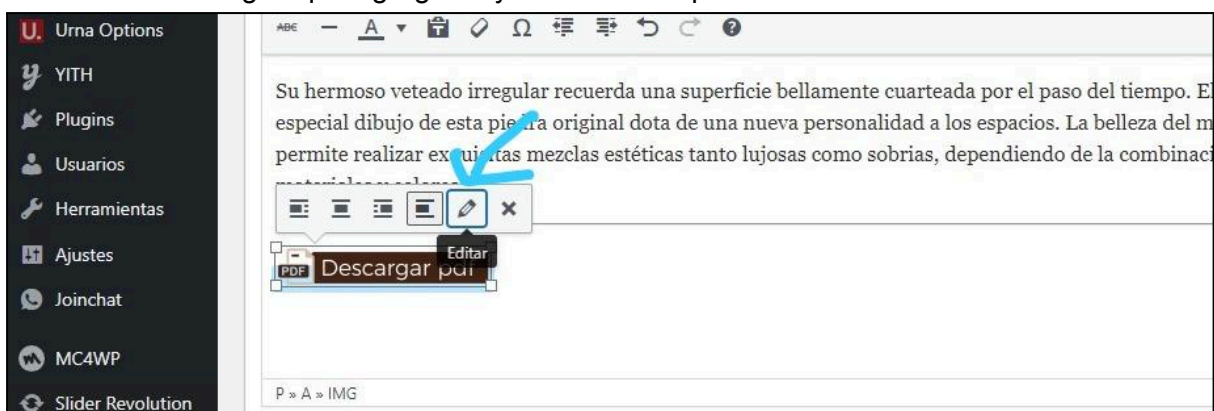 Urna Options
YITH
Plugins
Usuarios
Herramientas
Ajustes
Joinchat
MC4WP
Slider Revolution
ABC A T Ω
Su hermoso veteado irregular recuerda una superficie bellamente cuarteada por el paso del tiempo. El
especial dibujo de esta piedra original dota de una nueva personalidad a los espacios. La belleza del m
permite realizar exquisitas mezclas estéticas tanto lujosas como sobrias, dependiendo de la combinaci
materiales y colores
Editar
PDF Descargar pdf
P » A » IMG